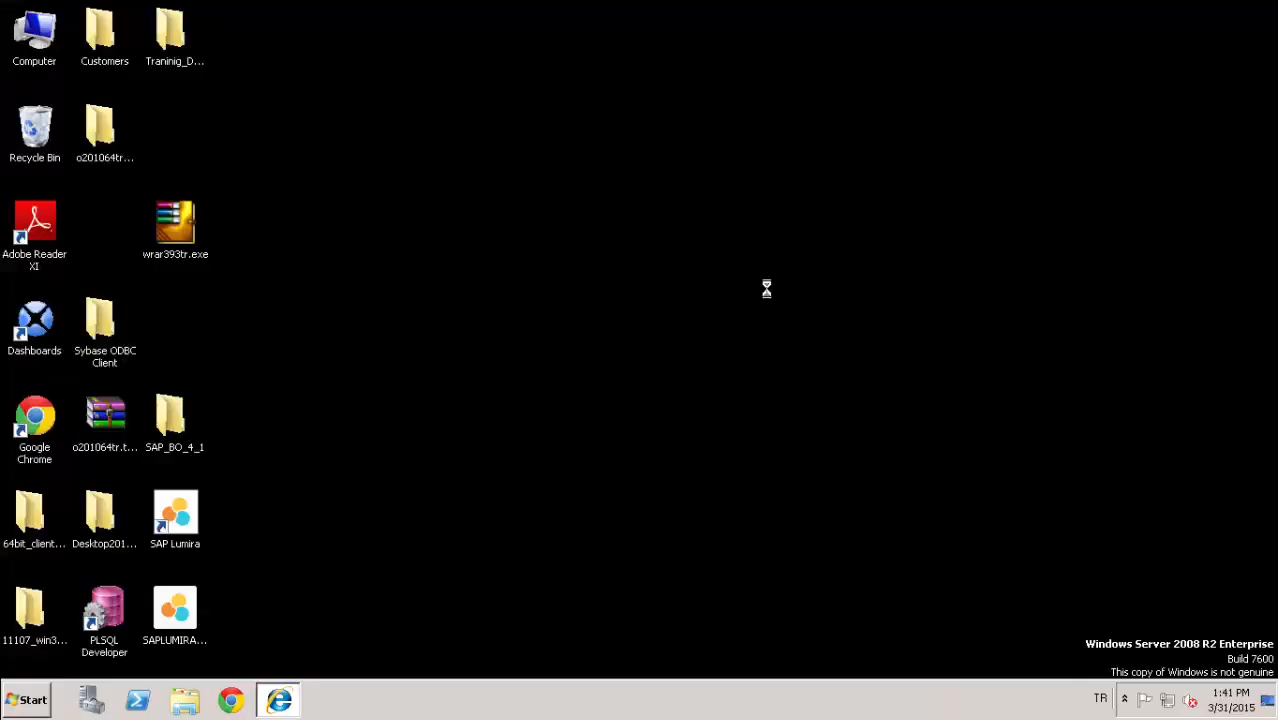 Computer
Customers
Traninig_D...
Recycle Bin
o201064tr...
Adobe Reader
XI
wrar393tr.exe
Dashboards
Sybase ODBC
Client
Google
Chrome
o201064tr.t...
SAP_BO_4_1
64bit_client...
Desktop201...
SAP Lumira
11107_win3...
PLSQL
Developer
SAPLUMIRA...
Windows Server 2008 R2 Enterprise
Build 7600
This copy of Windows is not genuine
Start
TR
1:41 PM
3/31/2015